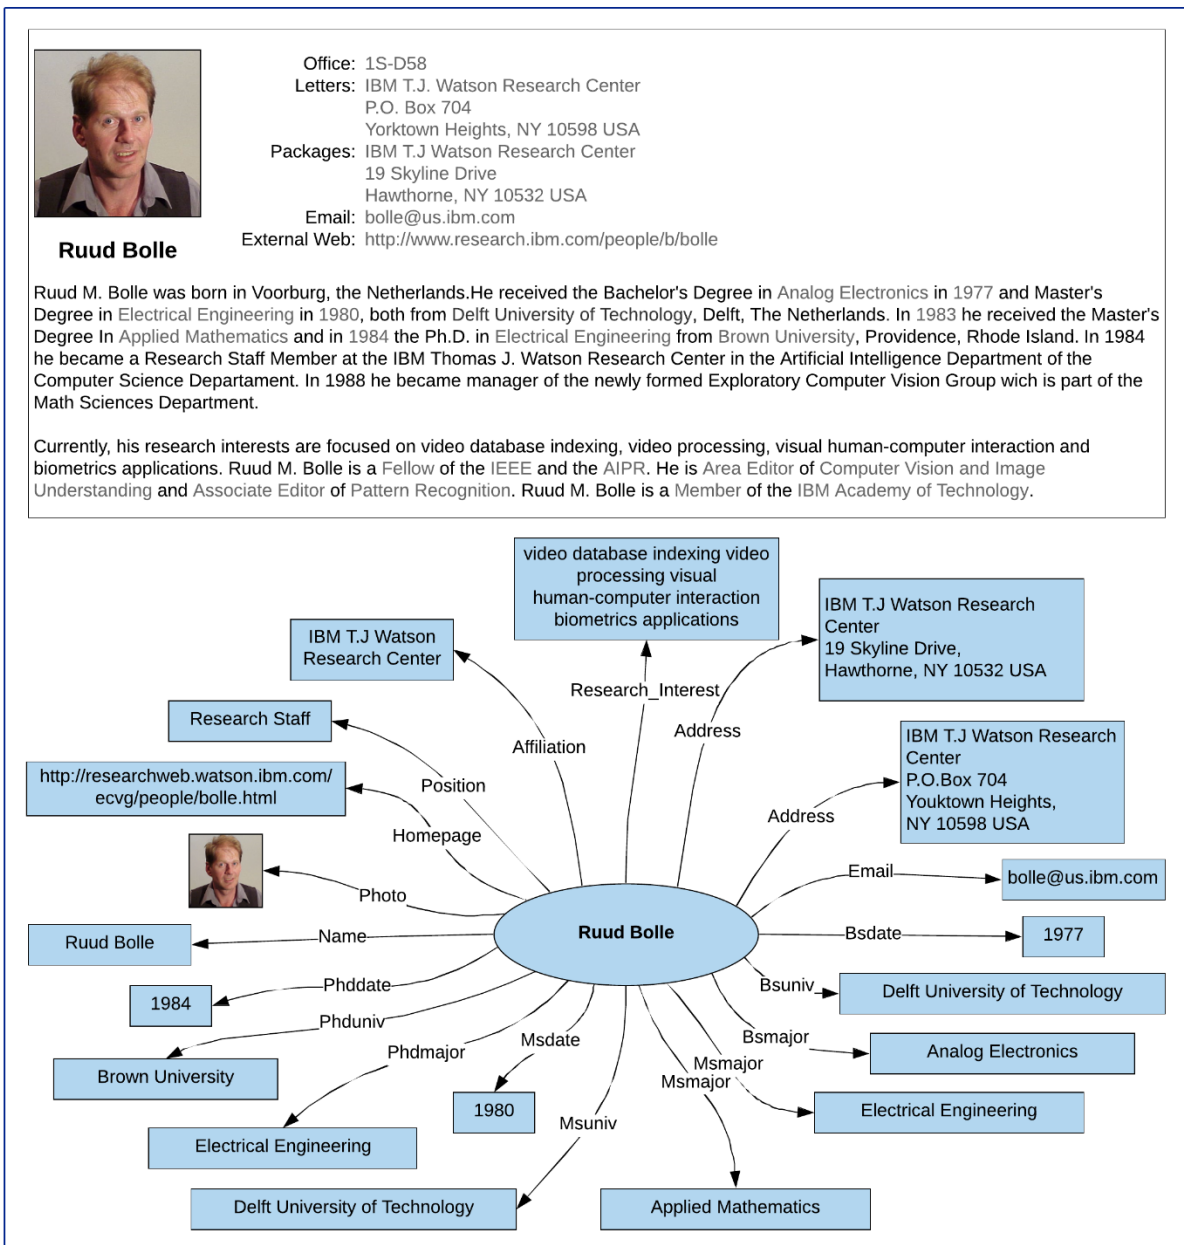 Office: 1S-D58
Letters: IBM T.J. Watson Research Center
P.O. Box 704
Yorktown Heights, NY 10598 USA
Packages: IBM T.J Watson Research Center
19 Skyline Drive
Hawthorne, NY 10532 USA
Email: bolle@us.ibm.com
External Web: http://www.research.ibm.com/people/b/bolle
Ruud Bolle
Ruud M. Bolle was born in Voorburg, the Netherlands.He received the Bachelor's Degree in Analog Electronics in 1977 and Master's
Degree in Electrical Engineering in 1980, both from Delft University of Technology, Delft, The Netherlands. In 1983 he received the Master's
Degree In Applied Mathematics and in 1984 the Ph.D. in Electrical Engineering from Brown University, Providence, Rhode Island. In 1984
he became a Research Staff Member at the IBM Thomas J. Watson Research Center in the Artificial Intelligence Department of the
Computer Science Departament. In 1988 he became manager of the newly formed Exploratory Computer Vision Group wich is part of the
Math Sciences Department.
Currently, his research interests are focused on video database indexing, video processing, visual human-computer interaction and
biometrics applications. Ruud M. Bolle is a Fellow of the IEEE and the AIPR. He is Area Editor of Computer Vision and Image
Understanding and Associate Editor of Pattern Recognition. Ruud M. Bolle is a Member of the IBM Academy of Technology.
video database indexing video
processing visual
human-computer interaction
biometrics applications
IBM T.J Watson Research
Center
19 Skyline Drive,
Hawthorne, NY 10532 USA
IBM T.J Watson
Research Center
Research_Interest
Research Staff
Address
Affiliation
IBM T.J Watson Research
Center
P.O.Box 704
Youktown Heights,
NY 10598 USA
http://researchweb.watson.ibm.com/
ecvg/people/bolle.html
Position
Address
Homepage
Email
bolle@us.ibm.com
Photo
Ruud Bolle
Name
Ruud Bolle
Bsdate
1977
Phddate
Bsuniv
Delft University of Technology
1984
Phduniv
Msdate
Bsmajor
Analog Electronics
Phdmajor
Msmajor
Brown University
Msmajor
1980
Electrical Engineering
Msuniv
Electrical Engineering
Delft University of Technology
Applied Mathematics